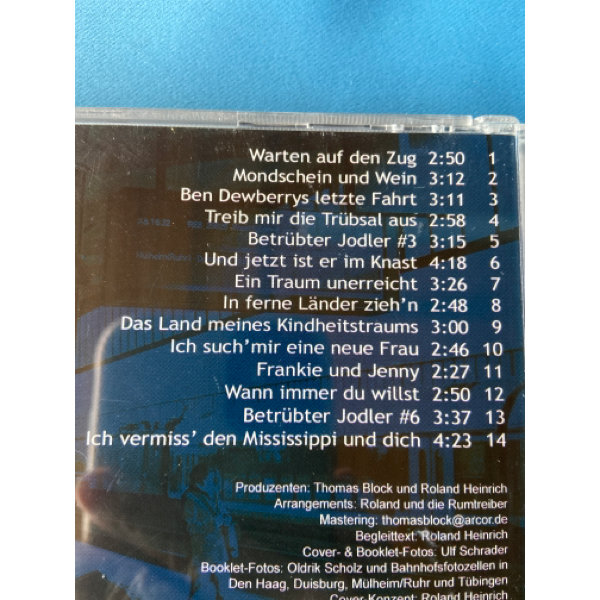 Warten auf den Zug 2:50 1
Mondschein und Wein 3:12 2
Ben Dewberrys letzte Fahrt 3:11 3
Treib mir die Trübsal aus 2:58 4
Betrübter Jodler #3 3:15 5
Und jetzt ist er im Knast 4:18 6
Ein Traum unerreicht 3:26 7
In ferne Länder zieh'n 2:48 8
Das Land meines Kindheitstraums 3:00 9
Ich such'mir eine neue Frau 2:46 10
Frankie und Jenny 2:27 11
Wann immer du willst 2:50 12
Betrübter Jodler #6 3:37 13
Ich vermiss' den Mississippi und dich 4:23 14
Produzenten: Thomas Block und Roland Heinrich
Arrangements: Roland und die Rumtreiber
Mastering: thomasblock@arcor.de
Begleittext: Roland Heinrich
Cover- & Booklet-Fotos: Ulf Schrader
Booklet-Fotos: Oldrik Scholz und Bahnhofsfotozellen in
Den Haag, Duisburg, Mülheim/Ruhr und Tübingen
Cover-Konzept: Roland Heinrich